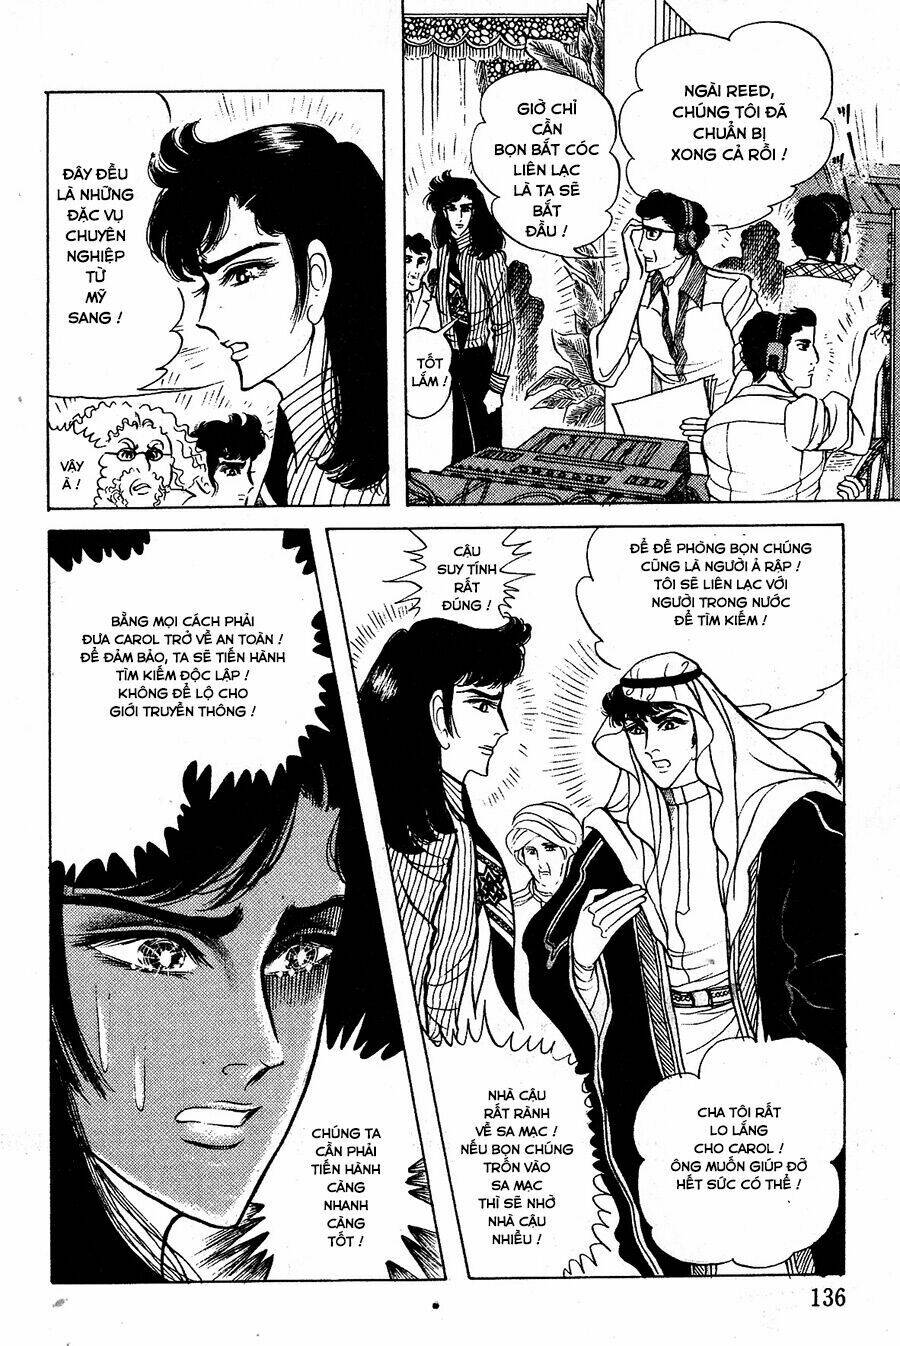 NGÀI REED,
CHÚNG TÔI ĐÃ
CHUẨN BỊ
XONG CẢ RỒI !
GIỜ CHỈ
CẦN
BỌN BẮT CÓC
LIÊN LẠC
LÀ TA SẼ
BẮT
ĐẦU !
TỐT
LẮM !
ĐÂY ĐỀU
LÀ NHỮNG
ĐẶC VỤ
CHUYÊN
NGHIỆP
TỪ
MỸ
SANG !
VẬY
À !
ĐỂ ĐỀ PHÒNG BỌN CHÚNG
CŨNG LÀ NGƯỜI Ả RẬP !
TÔI SẼ LIÊN LẠC VỚI
NGƯỜI TRONG NƯỚC
ĐỂ TÌM KIẾM !
CẬU
SUY TÍNH
RẤT
ĐÚNG !
CHA TÔI RẤT
LO LẮNG
CHO CAROL !
ÔNG MUỐN GIÚP ĐỠ
HẾT SỨC CÓ THỂ !
NHÀ CẬU
RẤT RÀNH
VỀ SA MẠC !
NẾU BỌN CHÚNG
TRỐN VÀO
SA MẠC
THÌ SẼ NHỜ
NHÀ CẬU
NHIỀU !
BẰNG MỌI CÁCH PHẢI
ĐƯA CAROL TRỞ VỀ AN TOÀN !
ĐỂ ĐẢM BẢO, TA SẼ TIẾN HÀNH
TÌM KIẾM ĐỘC LẬP !
KHÔNG ĐỂ LỘ CHO
GIỚI TRUYỀN THÔNG !
CHÚNG TA
CẦN PHẢI
TIẾN HÀNH
CÀNG
NHANH
CÀNG
TỐT !
136